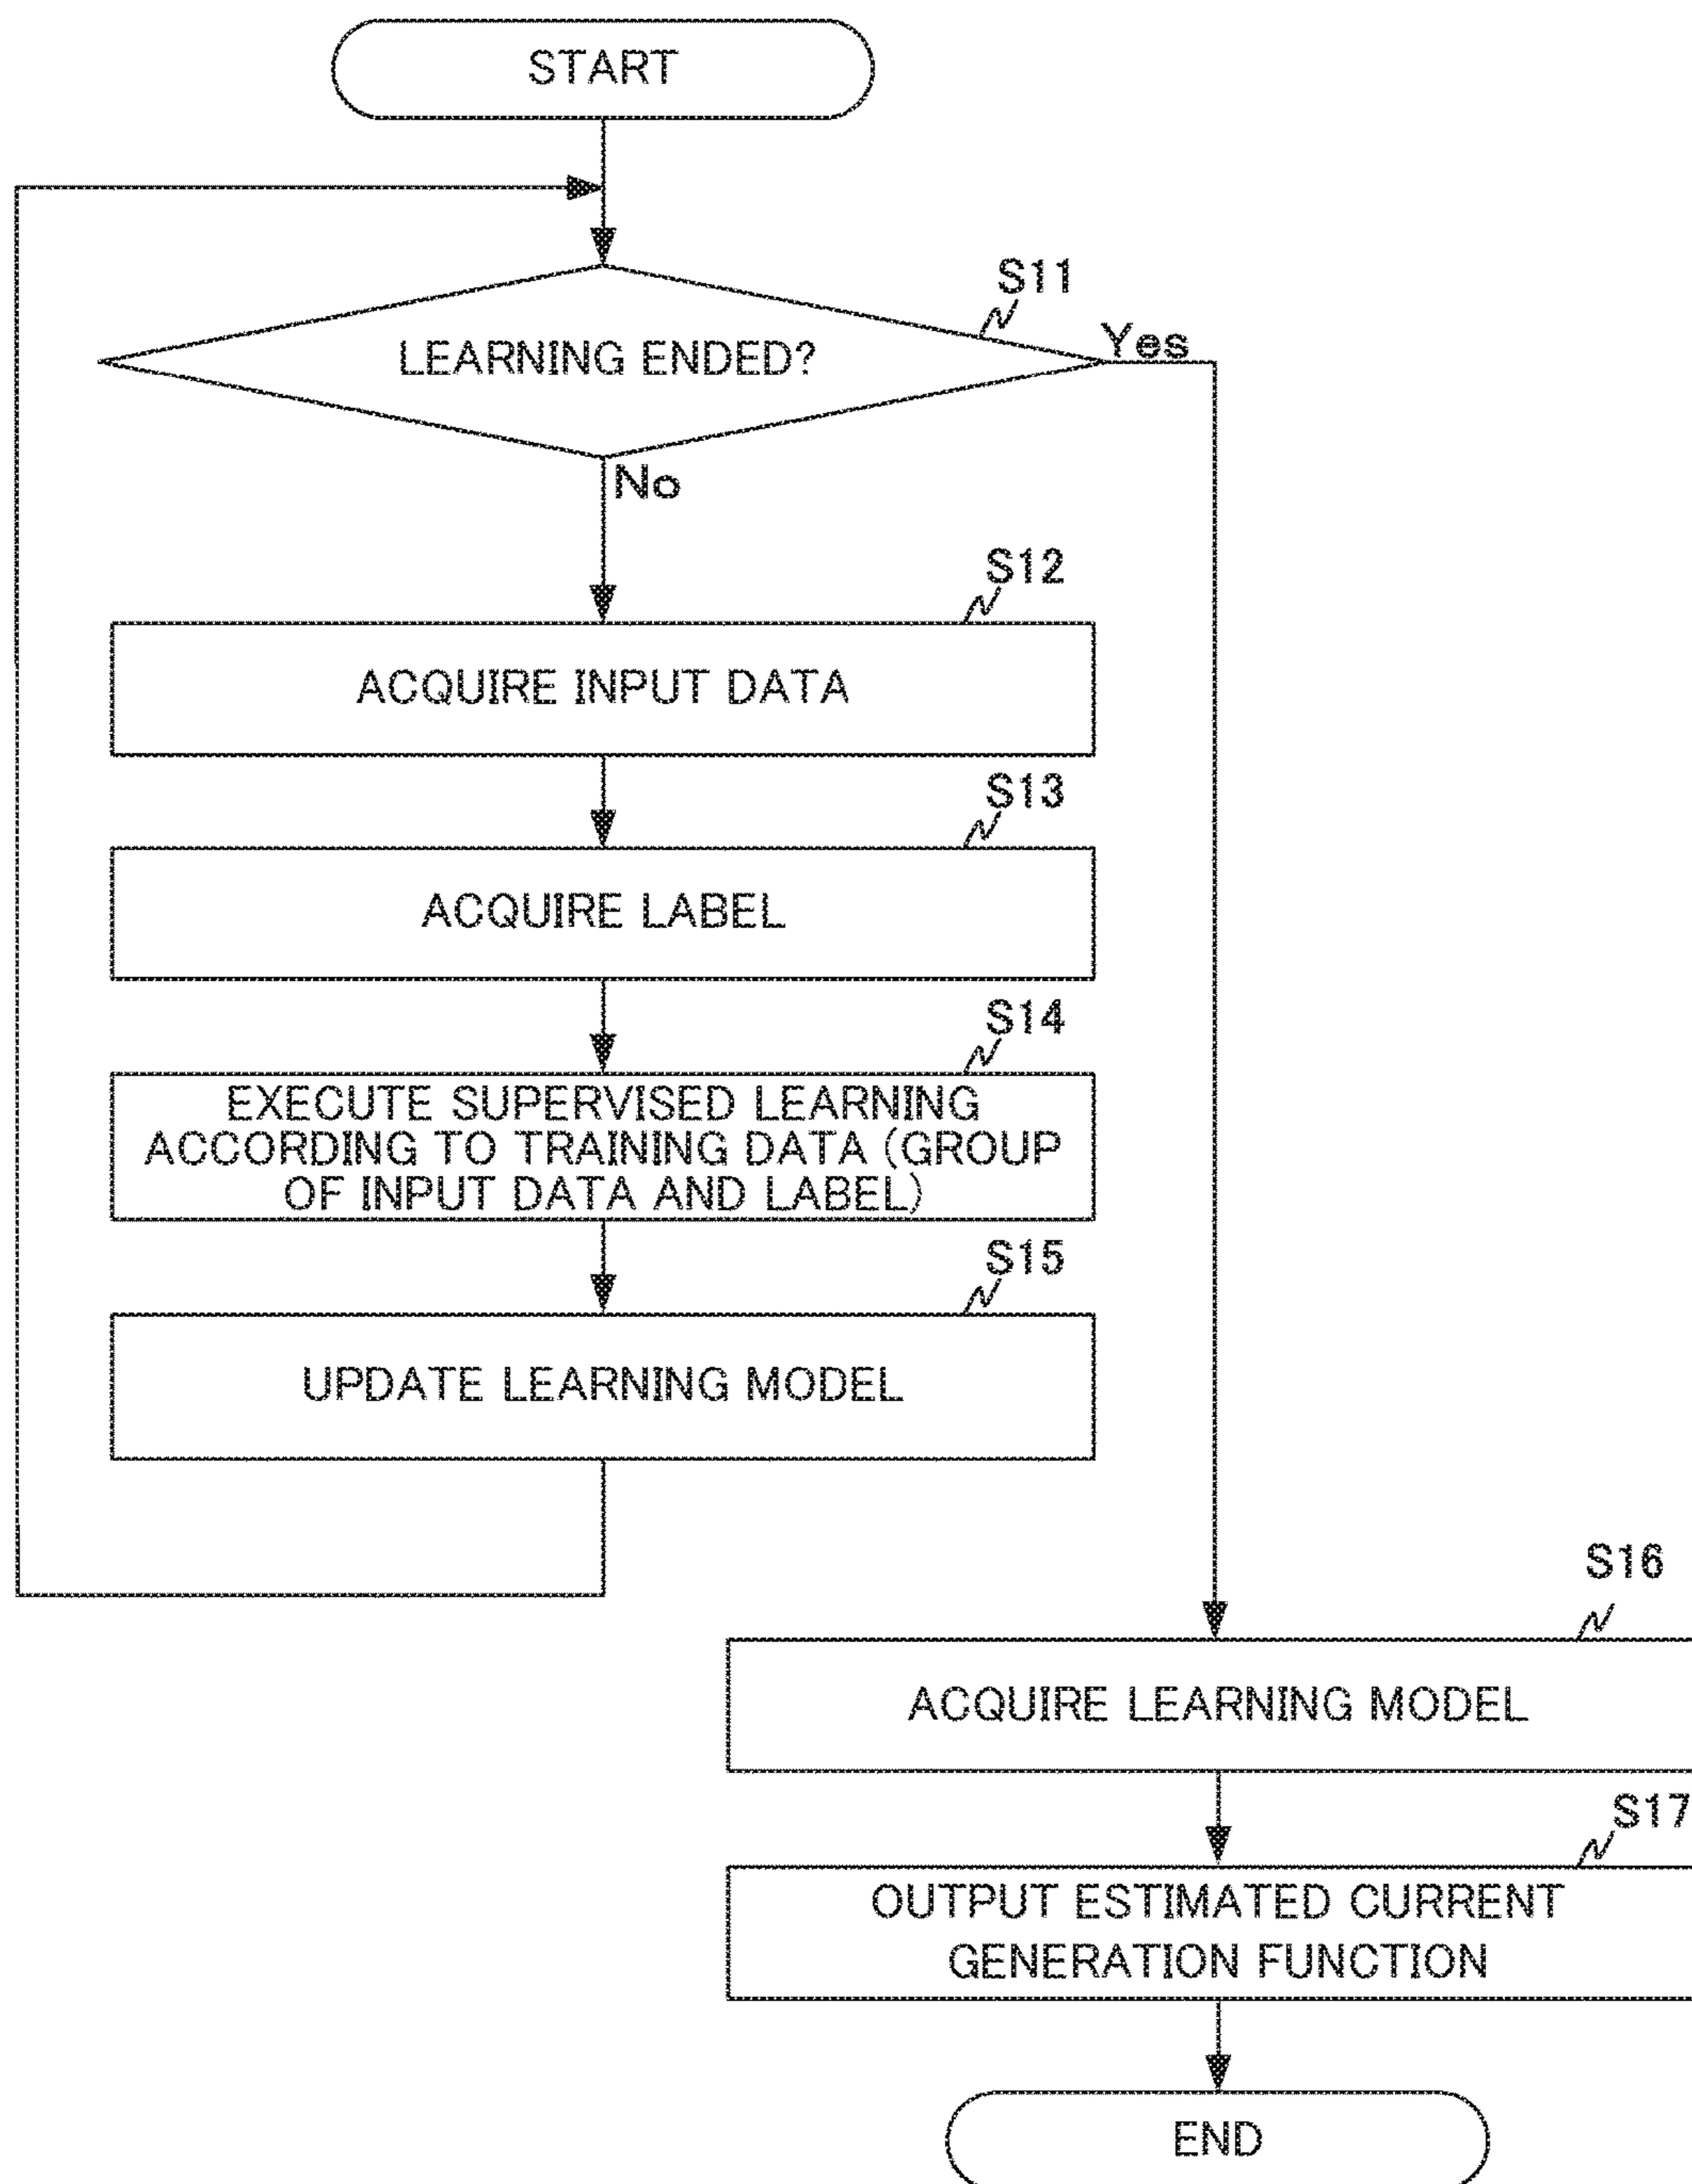 START
S11
LEARNING ENDED?
Yes
No
S12
ACQUIRE INPUT DATA
S13
ACQUIRE LABEL
S14
EXECUTE SUPERVISED LEARNING
ACCORDING TO TRAINING DATA (GROUP
OF INPUT DATA AND LABEL)
S15
UPDATE LEARNING MODEL
S16
ACQUIRE LEARNING MODEL
S17
OUTPUT ESTIMATED CURRENT
GENERATION FUNCTION
END